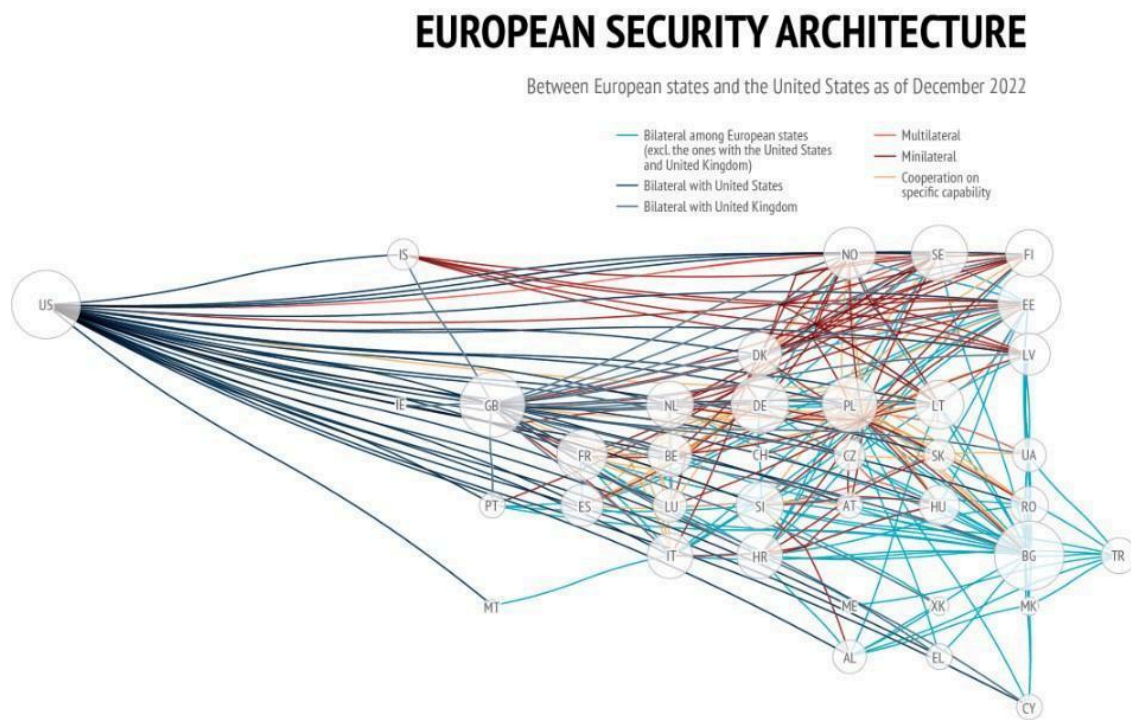 EUROPEAN SECURITY ARCHITECTURE
Between European states and the United States as of December 2022
Bilateral among European states
(excl. the ones with the United States
and United Kingdom)
Bilateral with United States
Bilateral with United Kingdom
Multilateral
Minilateral
Cooperation on
specific capability
IS NO SE FI
US EE
DK LV
IE GB NL DE PL LT
FR BE CH CZ SK UA
PT ES LU SI AT HU RO
IT HR BG TR
MT ME XK MK
AL EL
CY